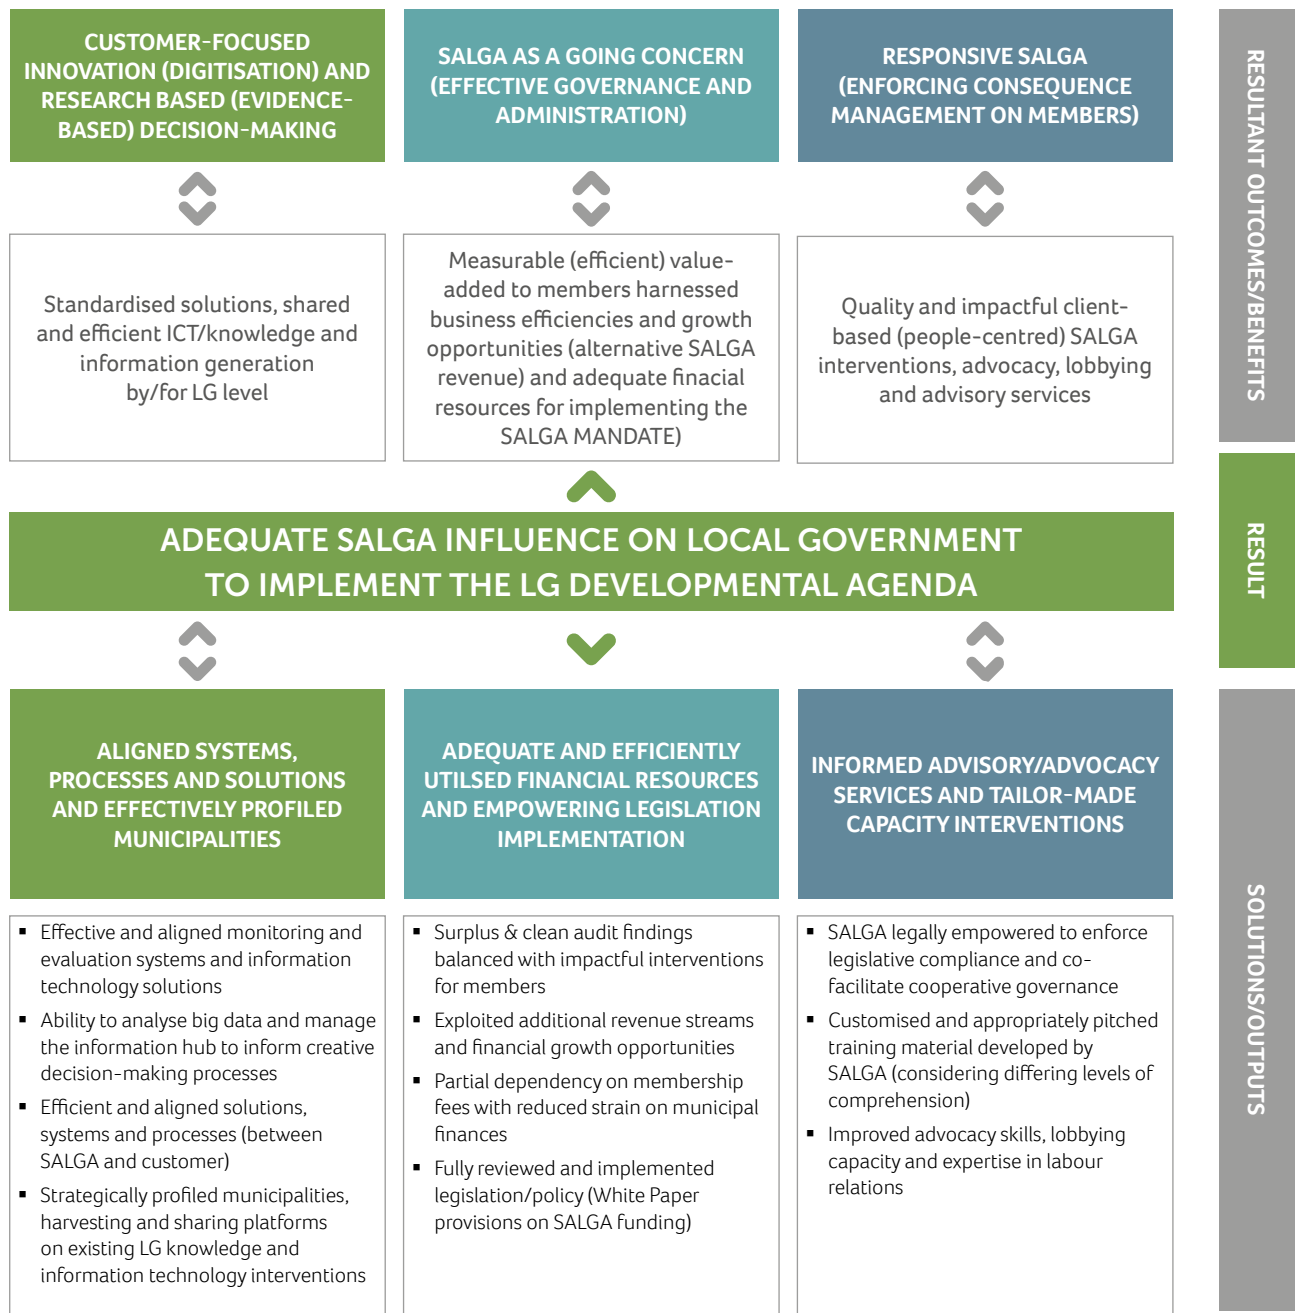 CUSTOMER-FOCUSED
INNOVATION (DIGITISATION) AND
RESEARCH BASED (EVIDENCE-
BASED) DECISION-MAKING
SALGA AS A GOING CONCERN
(EFFECTIVE GOVERNANCE AND
ADMINISTRATION)
RESPONSIVE SALGA
(ENFORCING CONSEQUENCE
MANAGEMENT ON MEMBERS)
RESULTANT OUTCOMES/BENEFITS
Standardised solutions, shared
and efficient ICT/knowledge and
information generation
by/for LG level
Measurable (efficient) value-
added to members harnessed
business efficiencies and growth
opportunities (alternative SALGA
revenue) and adequate finacial
resources for implementing the
SALGA MANDATE)
Quality and impactful client-
based (people-centred) SALGA
interventions, advocacy, lobbying
and advisory services
ADEQUATE SALGA INFLUENCE ON LOCAL GOVERNMENT
TO IMPLEMENT THE LG DEVELOPMENTAL AGENDA
RESULT
ALIGNED SYSTEMS,
PROCESSES AND SOLUTIONS
AND EFFECTIVELY PROFILED
MUNICIPALITIES
ADEQUATE AND EFFICIENTLY
UTILSED FINANCIAL RESOURCES
AND EMPOWERING LEGISLATION
IMPLEMENTATION
INFORMED ADVISORY/ADVOCACY
SERVICES AND TAILOR-MADE
CAPACITY INTERVENTIONS
SOLUTIONS/OUTPUTS
▪ Effective and aligned monitoring and
evaluation systems and information
technology solutions
▪ Ability to analyse big data and manage
the information hub to inform creative
decision-making processes
▪ Efficient and aligned solutions,
systems and processes (between
SALGA and customer)
▪ Strategically profiled municipalities,
harvesting and sharing platforms
on existing LG knowledge and
information technology interventions
▪ Surplus & clean audit findings
balanced with impactful interventions
for members
▪ Exploited additional revenue streams
and financial growth opportunities
▪ Partial dependency on membership
fees with reduced strain on municipal
finances
▪ Fully reviewed and implemented
legislation/policy (White Paper
provisions on SALGA funding)
▪ SALGA legally empowered to enforce
legislative compliance and co-
facilitate cooperative governance
▪ Customised and appropriately pitched
training material developed by
SALGA (considering differing levels of
comprehension)
▪ Improved advocacy skills, lobbying
capacity and expertise in labour
relations